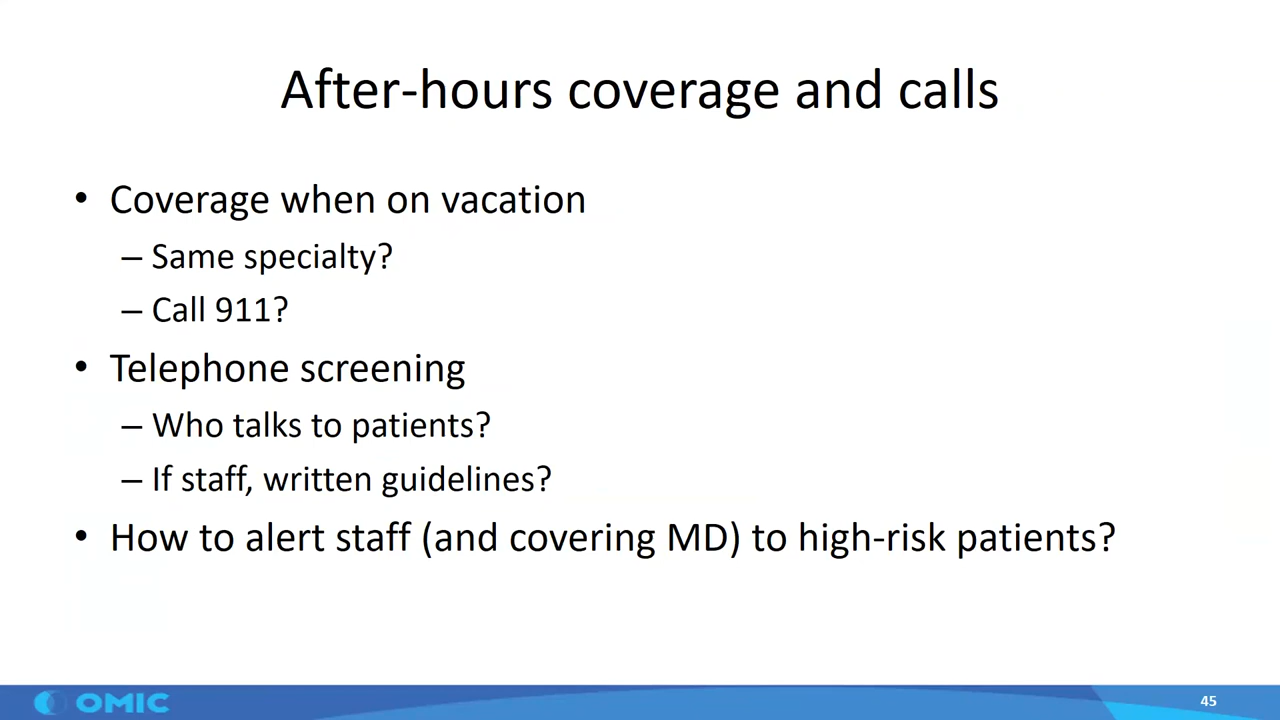 After-hours coverage and calls
• Coverage when on vacation
– Same specialty?
– Call 911?
• Telephone screening
– Who talks to patients?
– If staff, written guidelines?
• How to alert staff (and covering MD) to high-risk patients?
OMIC
45